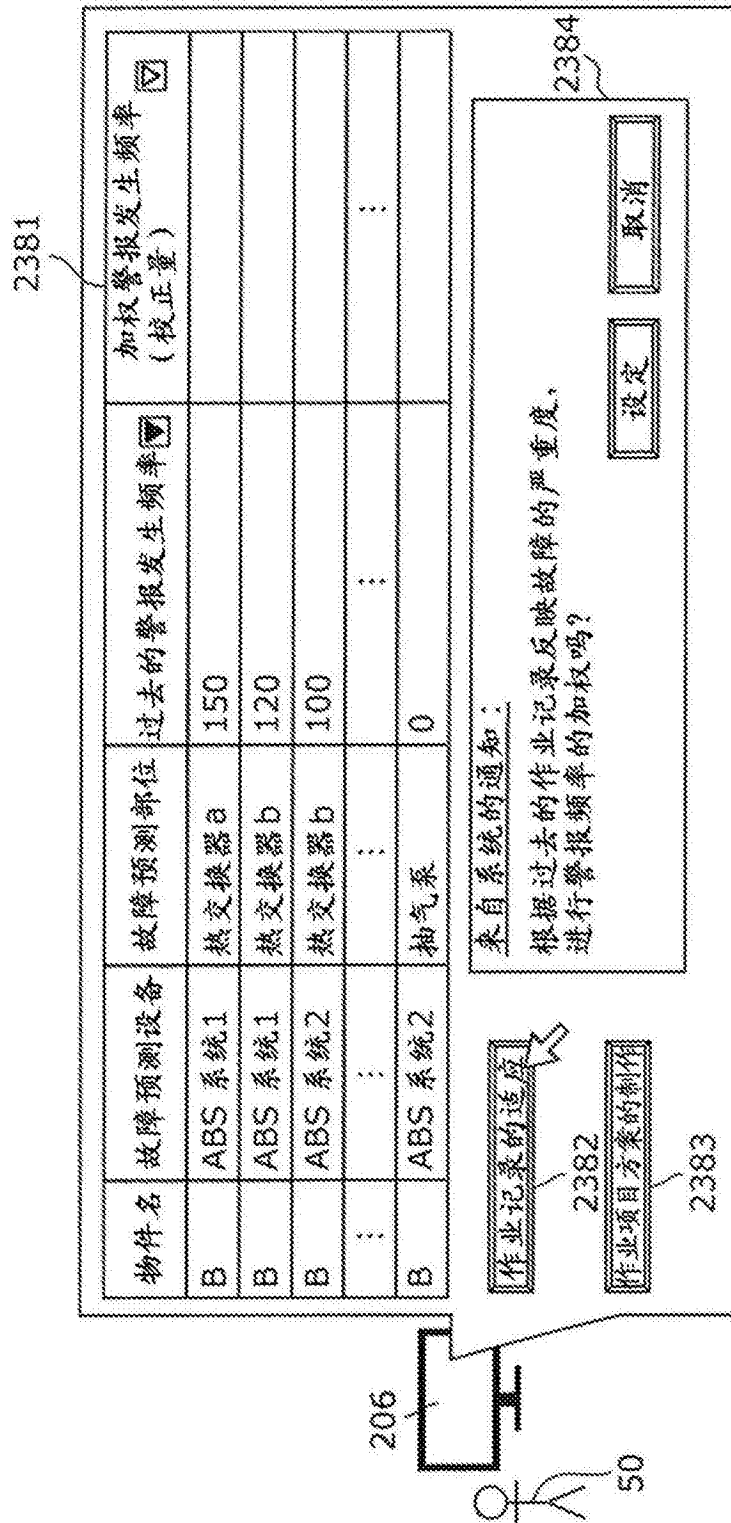 2381
物件名 故障预测设备 故障预测部位 过去的警报发生频率 加权警报发生频率
(校正量)
B ABS 系统1 热交换器a 150
B ABS 系统1 热交换器b 120
B ABS 系统2 热交换器b 100
⋮ ⋮ ⋮ ⋮ ⋮
B ABS 系统2 抽气泵 0
206
50
作业记录的适应
2382
作业项目方案的制作
2383
来自系统的通知：
根据过去的作业记录反映故障的严重度，
进行警报频率的加权吗？
设定 取消
2384